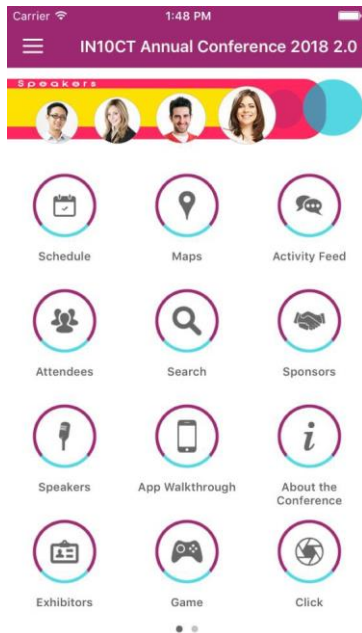 Carrier 1:48 PM
IN10CT Annual Conference 2018 2.0
Speakers
Schedule Maps Activity Feed
Attendees Search Sponsors
Speakers App Walkthrough About the
Conference
Exhibitors Game Click